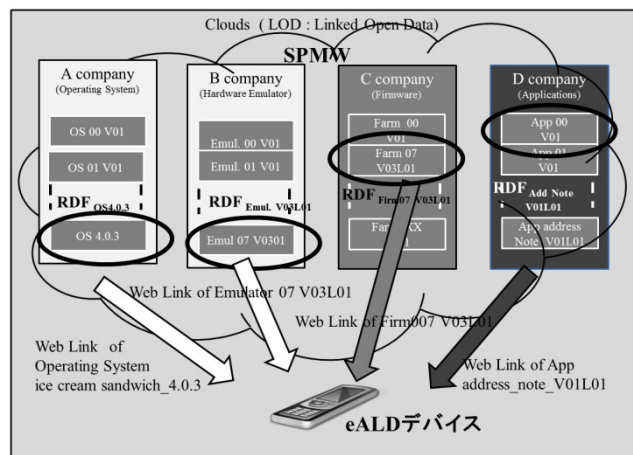 Clouds ( LOD : Linked Open Data)
SPMW
A company
(Operating System)
OS 00 V01
OS 01 V01
RDF OS4.0.3
OS 4.0.3
B company
(Hardware Emulator)
Emul. 00 V01
Emul. 01 V01
RDF Emul. V03L01
Emul 07 V0301
C company
(Firmware)
Farm 00
V01
Farm 07
V03L01
RDF Firm07 V03L01
D company
(Applications)
App 00
V01
App 01
V01
RDF Add Note
V01L01
App address
Note_V01L01
Web Link of Emulator 07 V03L01
Web Link of Firm007 V03L01
Web Link of
Operating System
ice cream sandwich_4.0.3
Web Link of App
address_note_V01L01
eALDデバイス